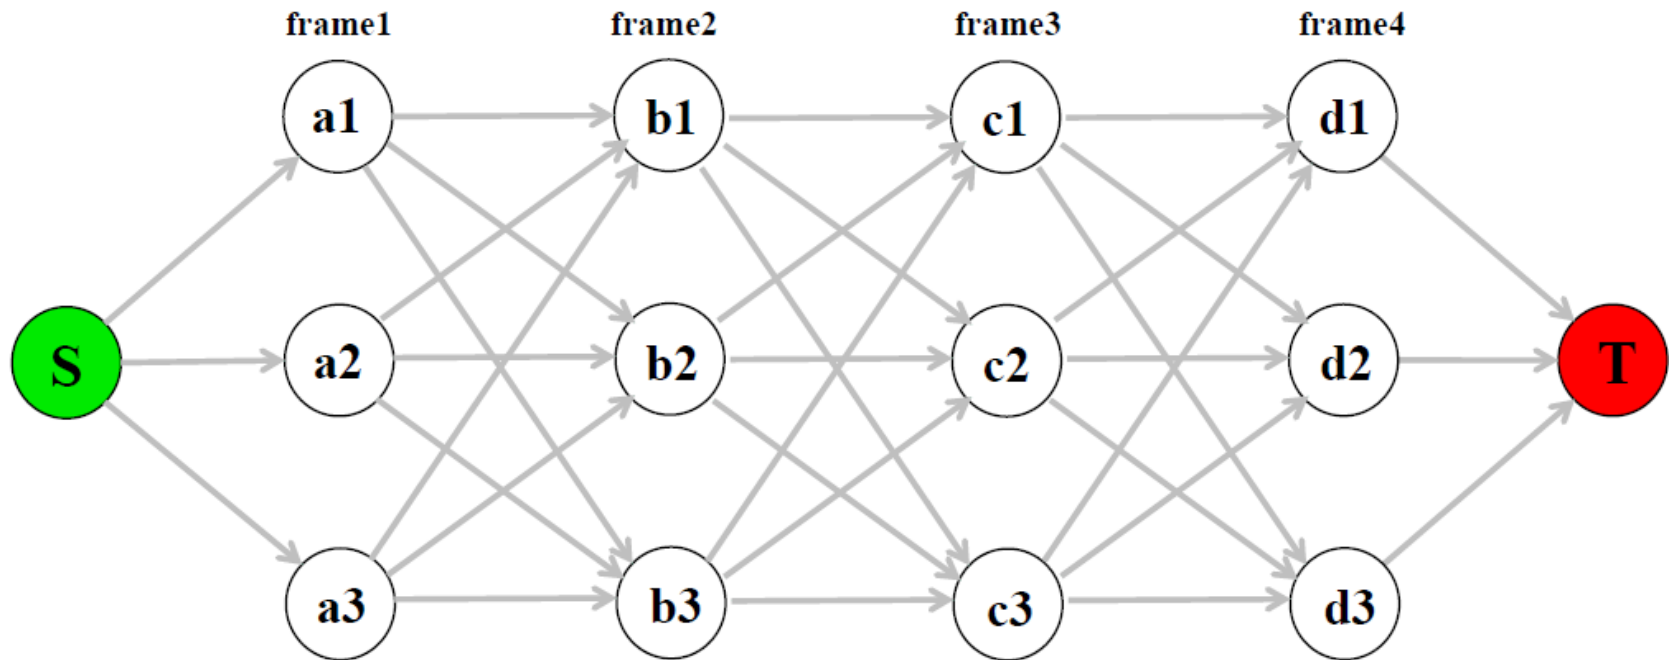 frame1 frame2 frame3 frame4
a1 b1 c1 d1
S a2 b2 c2 d2 T
a3 b3 c3 d3